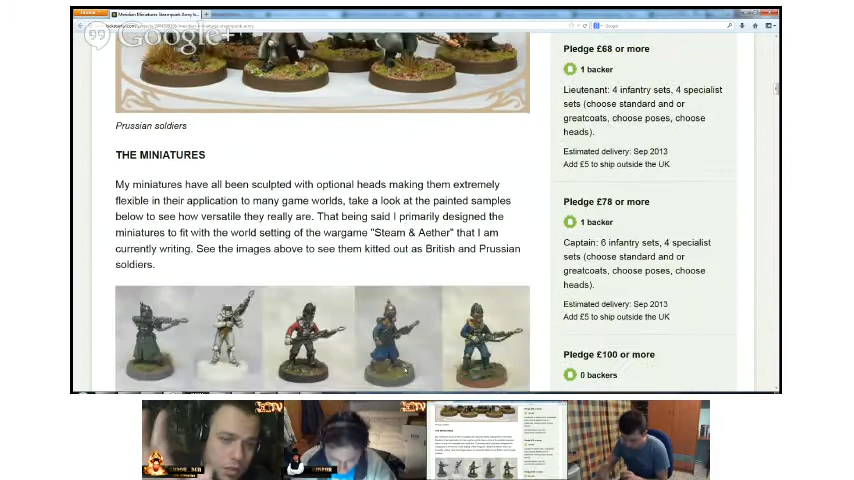 Google+
Prussian soldiers
THE MINIATURES
My miniatures have all been sculpted with optional heads making them extremely
flexible in their application to many game worlds, take a look at the painted samples
below to see how versatile they really are. That being said I primarily designed the
miniatures to fit with the world setting of the wargame "Steam & Aether" that I am
currently writing. See the images above to see them kitted out as British and Prussian
soldiers.
Pledge £68 or more
1 backer
Lieutenant: 4 infantry sets, 4 specialist
sets (choose standard and or
greatcoats, choose poses, choose
heads).
Estimated delivery: Sep 2013
Add £5 to ship outside the UK
Pledge £78 or more
1 backer
Captain: 6 infantry sets, 4 specialist
sets (choose standard and or
greatcoats, choose poses, choose
heads).
Estimated delivery: Sep 2013
Add £5 to ship outside the UK
Pledge £100 or more
0 backers